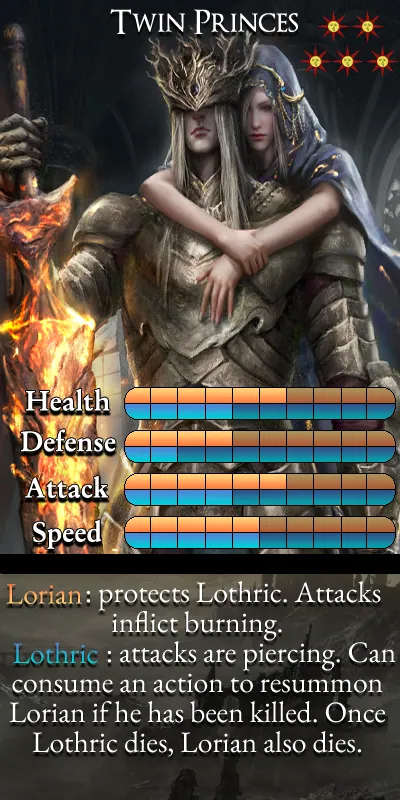 Twin Princes
Health
Defense
Attack
Speed
Lorian: protects Lothric. Attacks
inflict burning.
Lothric : attacks are piercing. Can
consume an action to resummon
Lorian if he has been killed. Once
Lothric dies, Lorian also dies.